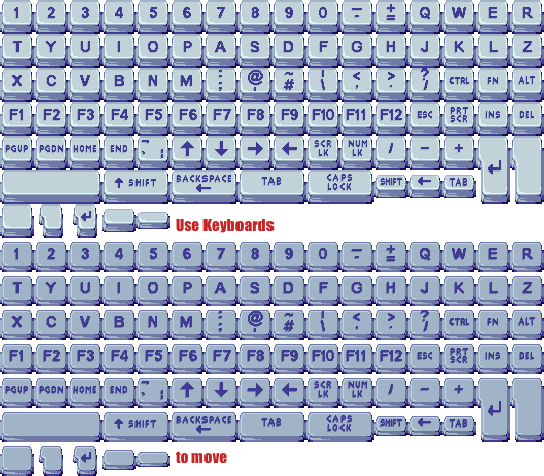 1 2 3 4 5 6 7 8 9 0 - ± Q W E R
T Y U I O P A S D F G H J K L Z
X C V B N M ; @ ~ # \ < , > . ? / CTRL FN ALT
F1 F2 F3 F4 F5 F6 F7 F8 F9 F10 F11 F12 ESC PRT SCR INS DEL
PGUP PGDN HOME END ↑ ↓ → ← SCR LK NUM LK / - +
↑ SHIFT BACKSPACE ← TAB CAPS LOCK SHIFT ← TAB ↵
↵ Use Keyboards
1 2 3 4 5 6 7 8 9 0 - ± Q W E R
T Y U I O P A S D F G H J K L Z
X C V B N M ; @ ~ # \ < , > . ? / CTRL FN ALT
F1 F2 F3 F4 F5 F6 F7 F8 F9 F10 F11 F12 ESC PRT SCR INS DEL
PGUP PGDN HOME END ↑ ↓ → ← SCR LK NUM LK / - +
↑ SHIFT BACKSPACE ← TAB CAPS LOCK SHIFT ← TAB ↵
↵ to move